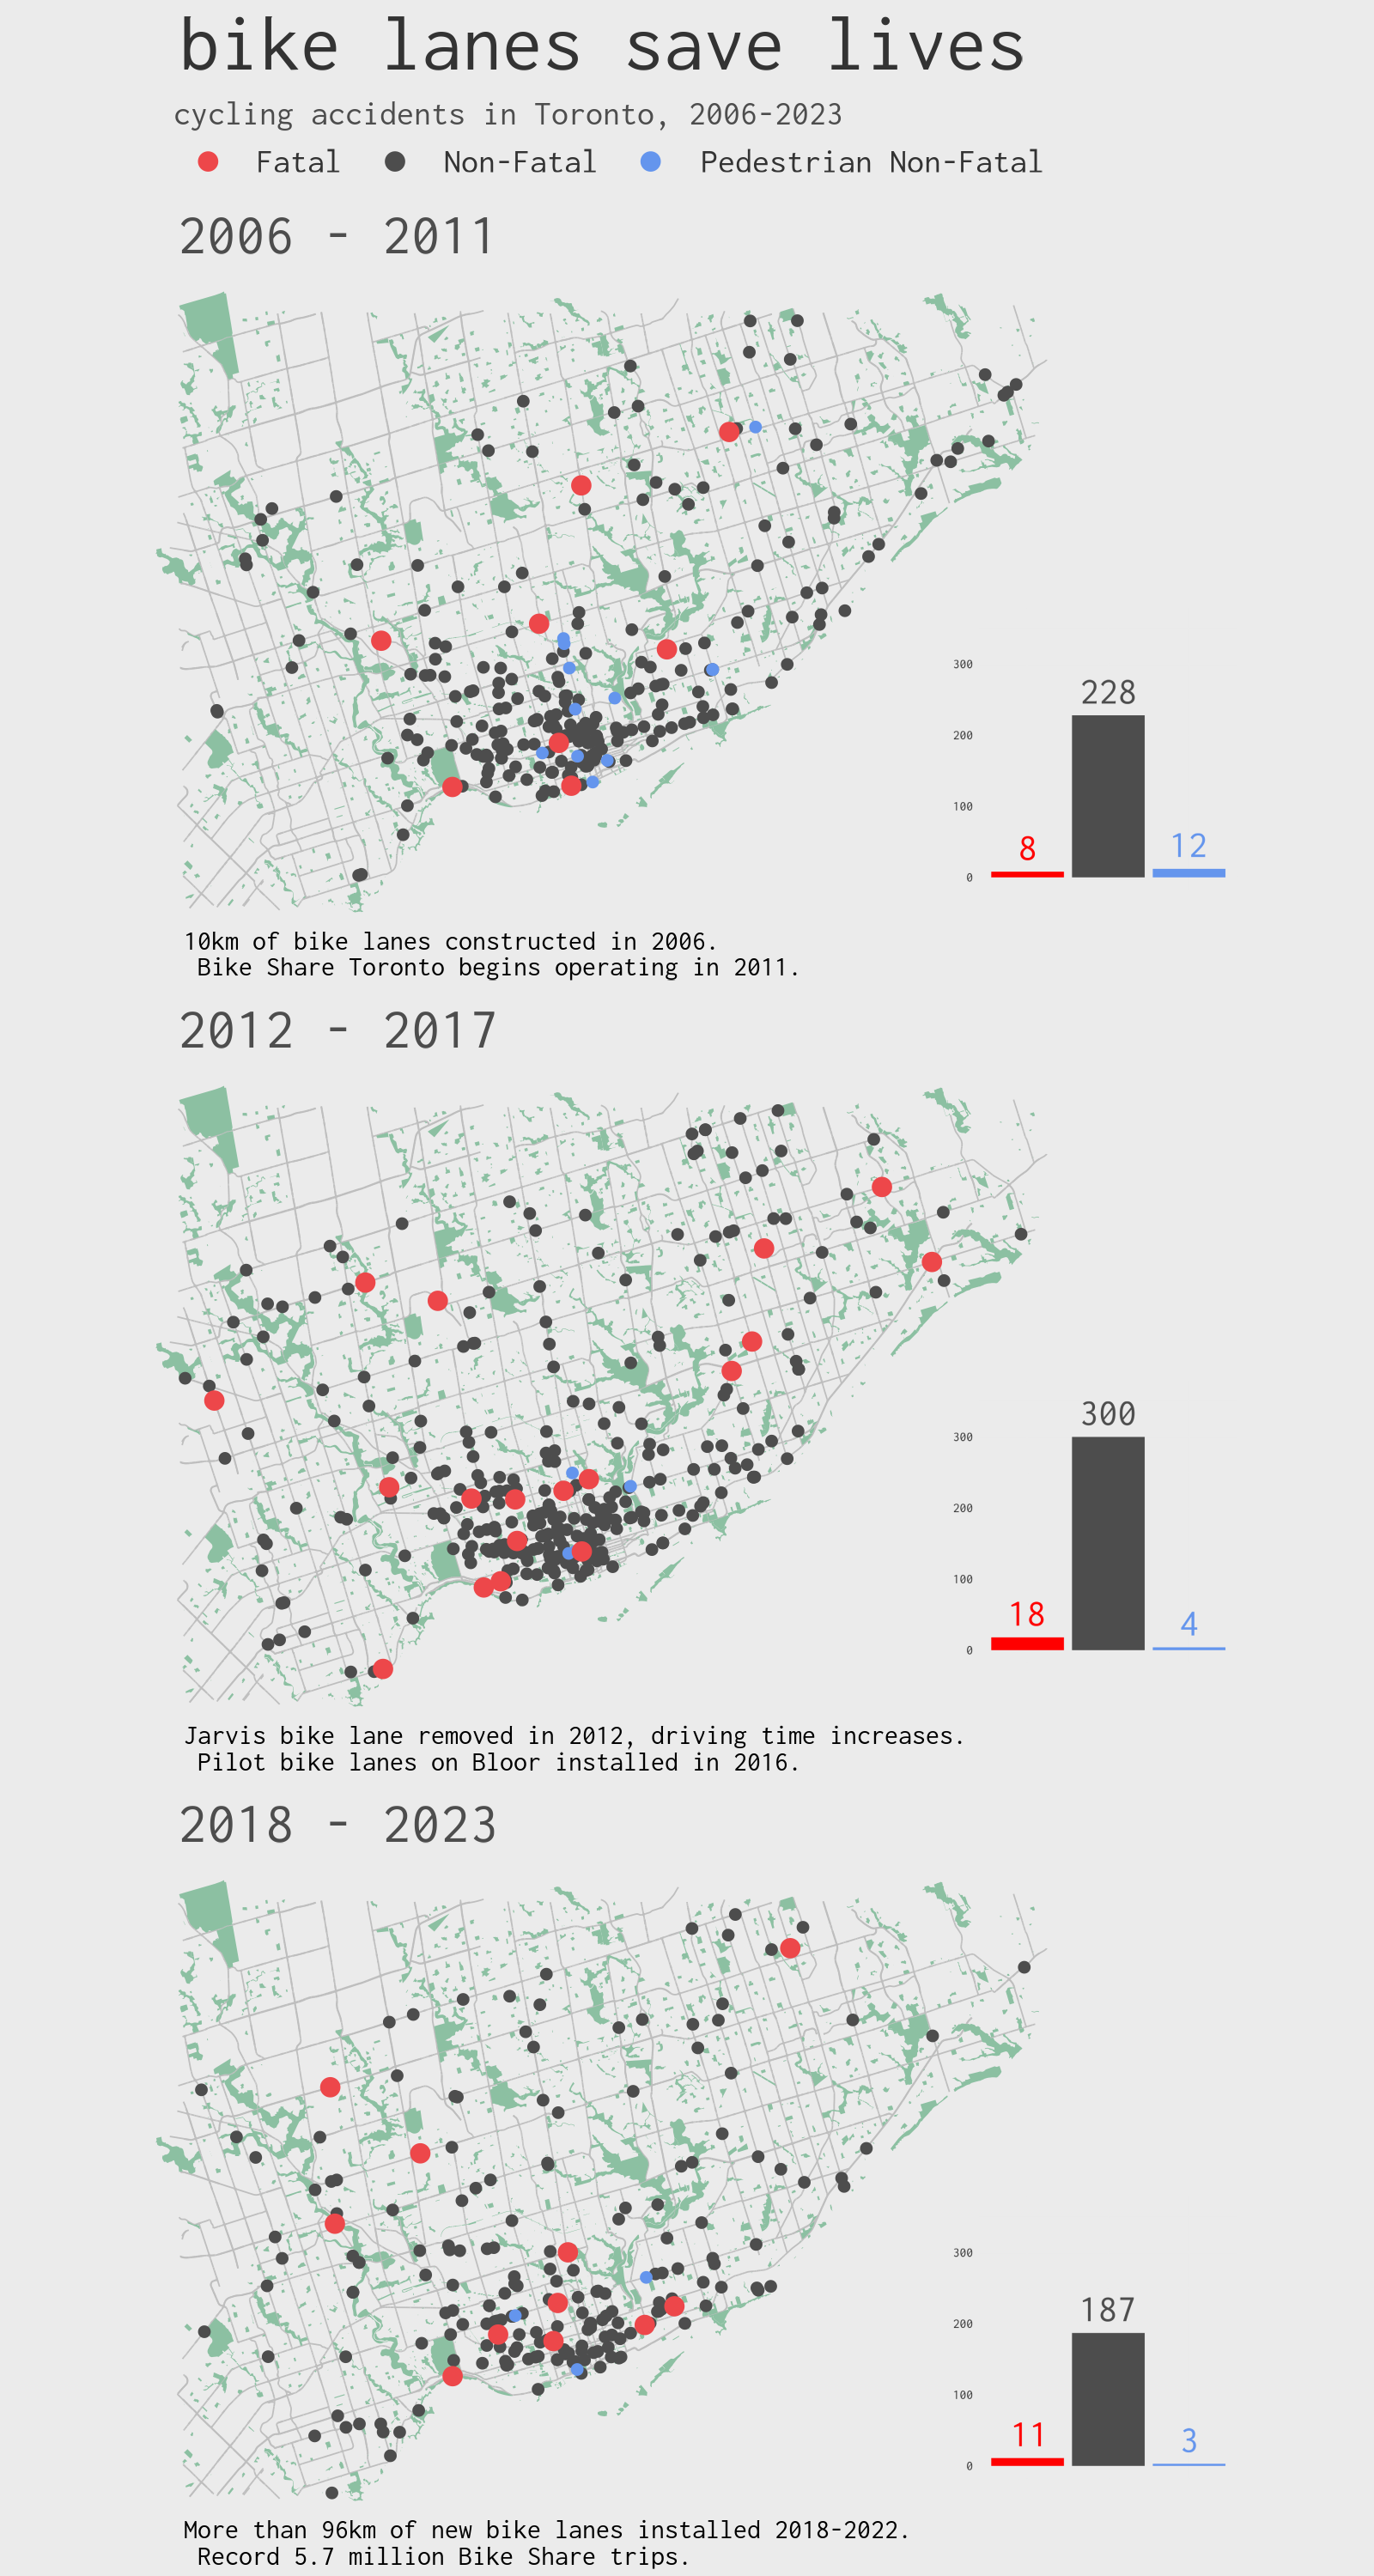 bike lanes save lives
cycling accidents in Toronto, 2006-2023
Fatal Non-Fatal Pedestrian Non-Fatal
2006 - 2011
300
228
200
100
8
12
0
10km of bike lanes constructed in 2006.
Bike Share Toronto begins operating in 2011.
2012 - 2017
300
300
200
100
18
4
0
Jarvis bike lane removed in 2012, driving time increases.
Pilot bike lanes on Bloor installed in 2016.
2018 - 2023
300
187
200
100
11
3
0
More than 96km of new bike lanes installed 2018-2022.
Record 5.7 million Bike Share trips.